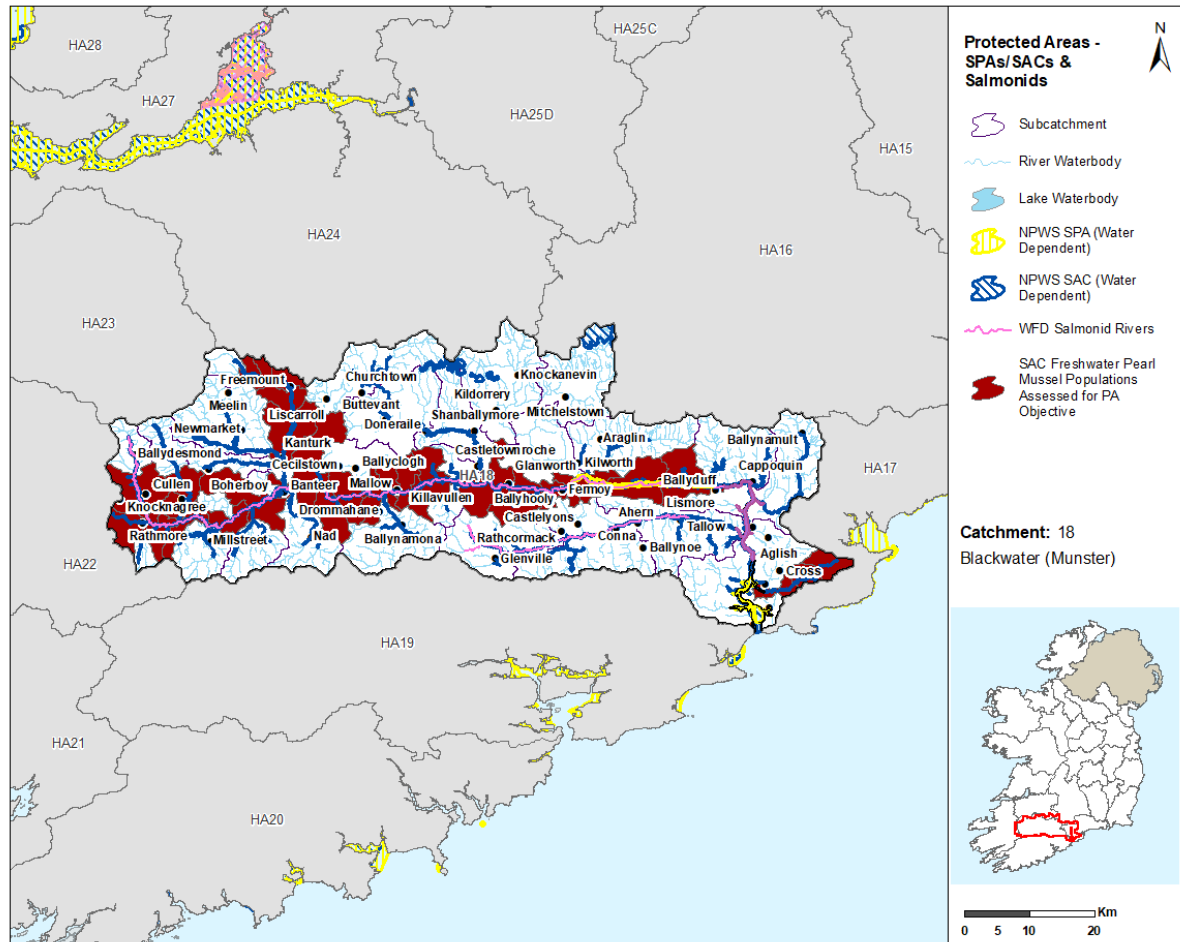 HA28
HA25C
HA27
HA25D
HA15
HA24
HA16
HA23
Freemount
Churchtown
Knockanevin
Meelin
Buttevant
Kildorrery
Liscarroll
Shanballymore
Mitchelstown
Newmarket
Doneraile
Kanturk
Araglin
Ballynamult
Ballydesmond
Castletownroche
Cecilstown
Ballyclogh
Glanworth
Kilworth
Cappoquin
HA17
Cullen
Boherboy
Banteer
Mallow
HA18
Ballyduff
Killavullen
Ballyhooly
Fermoy
Lismore
Knocknagree
Drommahane
Castlelyons
Ahern
Rathmore
Millstreet
Nad
Ballynamona
Rathcormack
Conna
Tallow
Ballynoe
Aglish
Glenville
Cross
HA22
HA19
HA21
HA20
N
Protected Areas -
SPAs/SACs &
Salmonids
Subcatchment
River Waterbody
Lake Waterbody
NPWS SPA (Water
Dependent)
NPWS SAC (Water
Dependent)
WFD Salmonid Rivers
SAC Freshwater Pearl
Mussel Populations
Assessed for PA
Objective
Catchment: 18
Blackwater (Munster)
Km
0 5 10 20